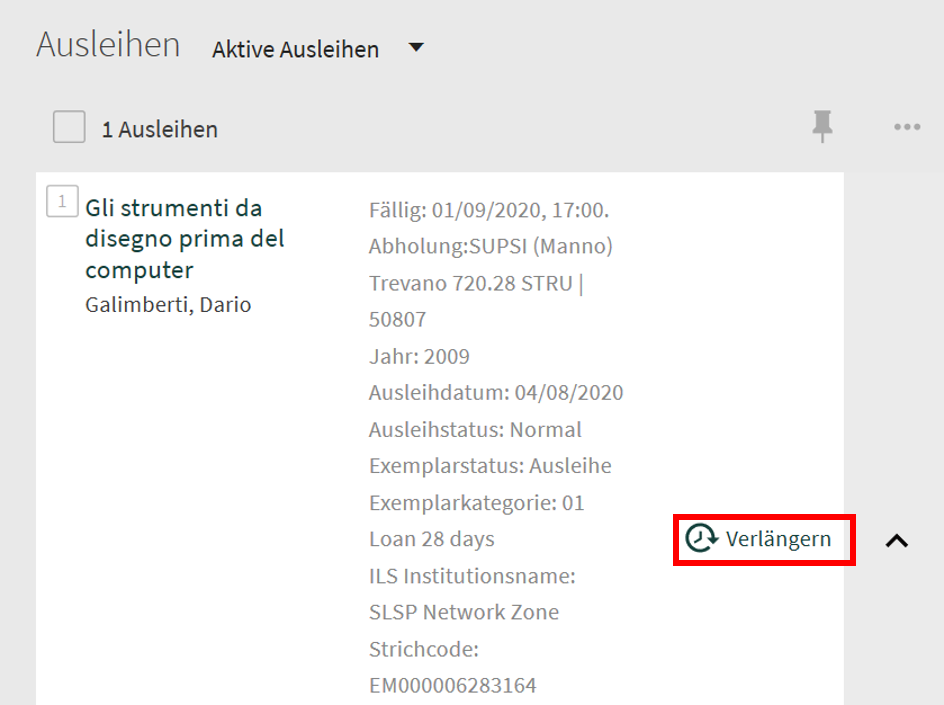 Ausleihen Aktive Ausleihen
1 Ausleihen
1
Gli strumenti da
disegno prima del
computer
Galimberti, Dario
Fällig: 01/09/2020, 17:00.
Abholung:SUPSI (Manno)
Trevano 720.28 STRU |
50807
Jahr: 2009
Ausleihdatum: 04/08/2020
Ausleihstatus: Normal
Exemplarstatus: Ausleihe
Exemplarkategorie: 01
Loan 28 days
ILS Institutionsname:
SLSP Network Zone
Strichcode:
EM000006283164
Verlängern